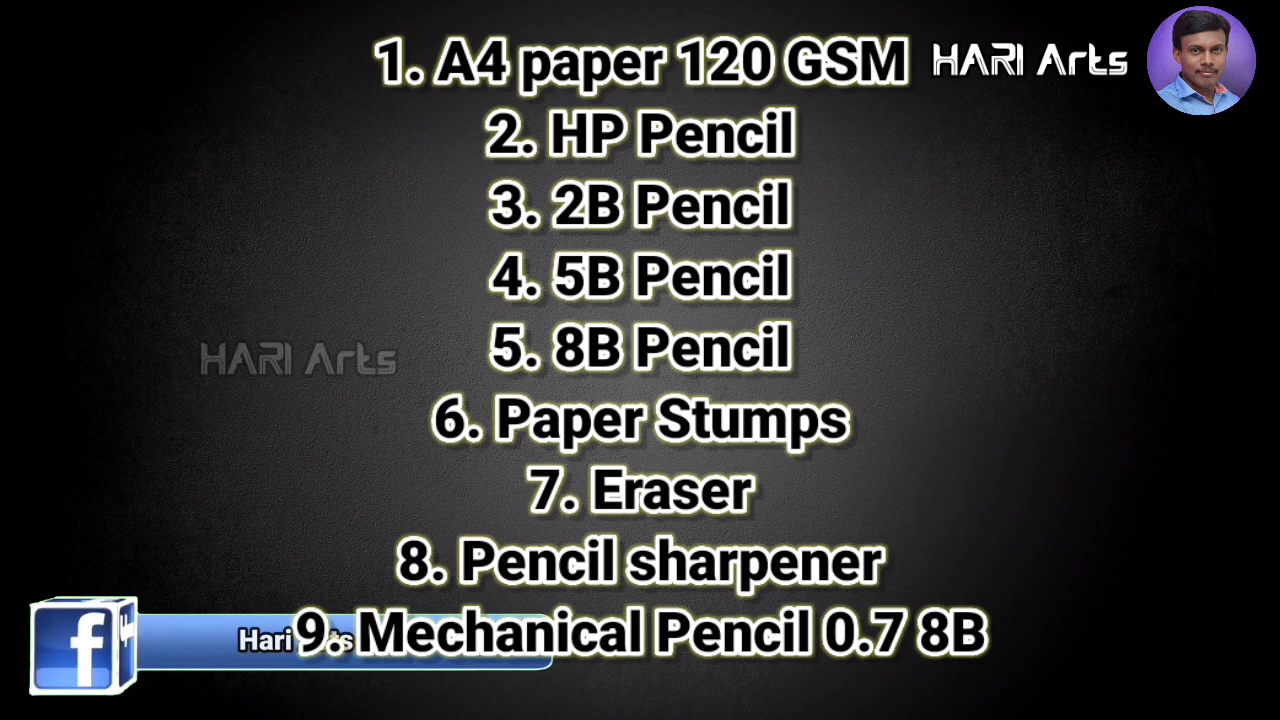 1. A4 paper 120 GSM
HARI Arts
2. HP Pencil
3. 2B Pencil
4. 5B Pencil
5. 8B Pencil
HARI Arts
6. Paper Stumps
7. Eraser
8. Pencil sharpener
9. Mechanical Pencil 0.7 8B
f
Hari